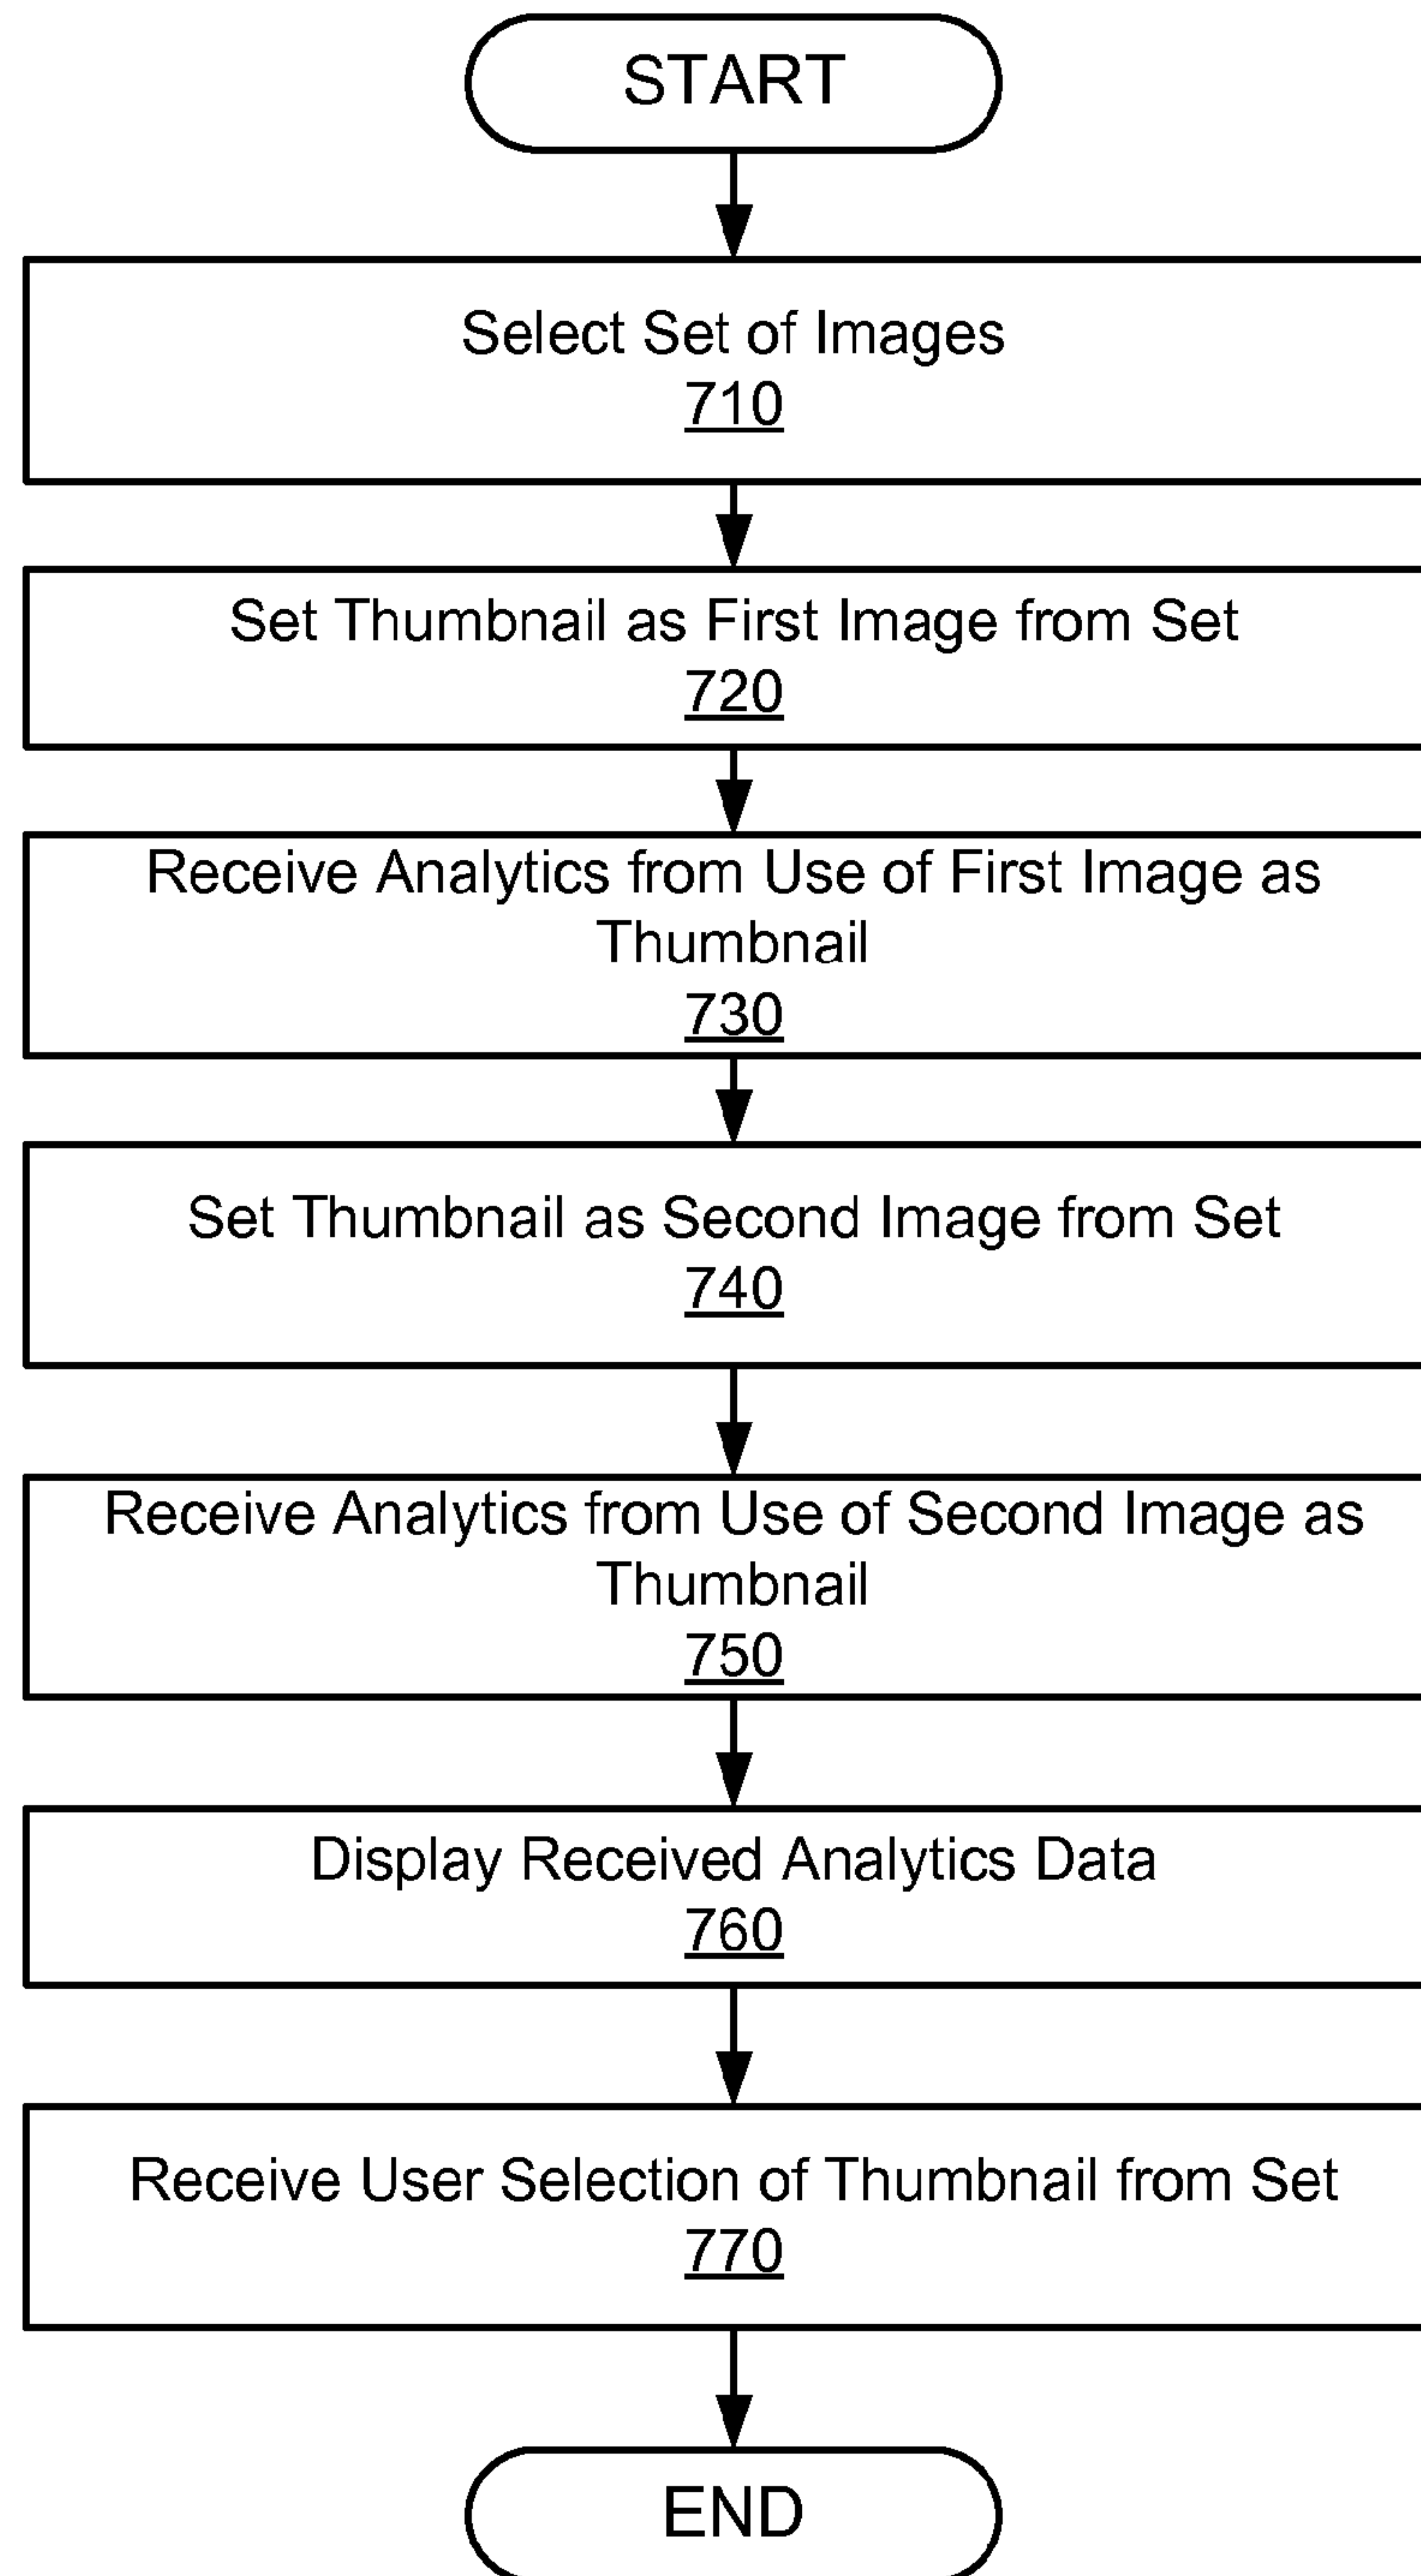 START
Select Set of Images
710
Set Thumbnail as First Image from Set
720
Receive Analytics from Use of First Image as
Thumbnail
730
Set Thumbnail as Second Image from Set
740
Receive Analytics from Use of Second Image as
Thumbnail
750
Display Received Analytics Data
760
Receive User Selection of Thumbnail from Set
770
END